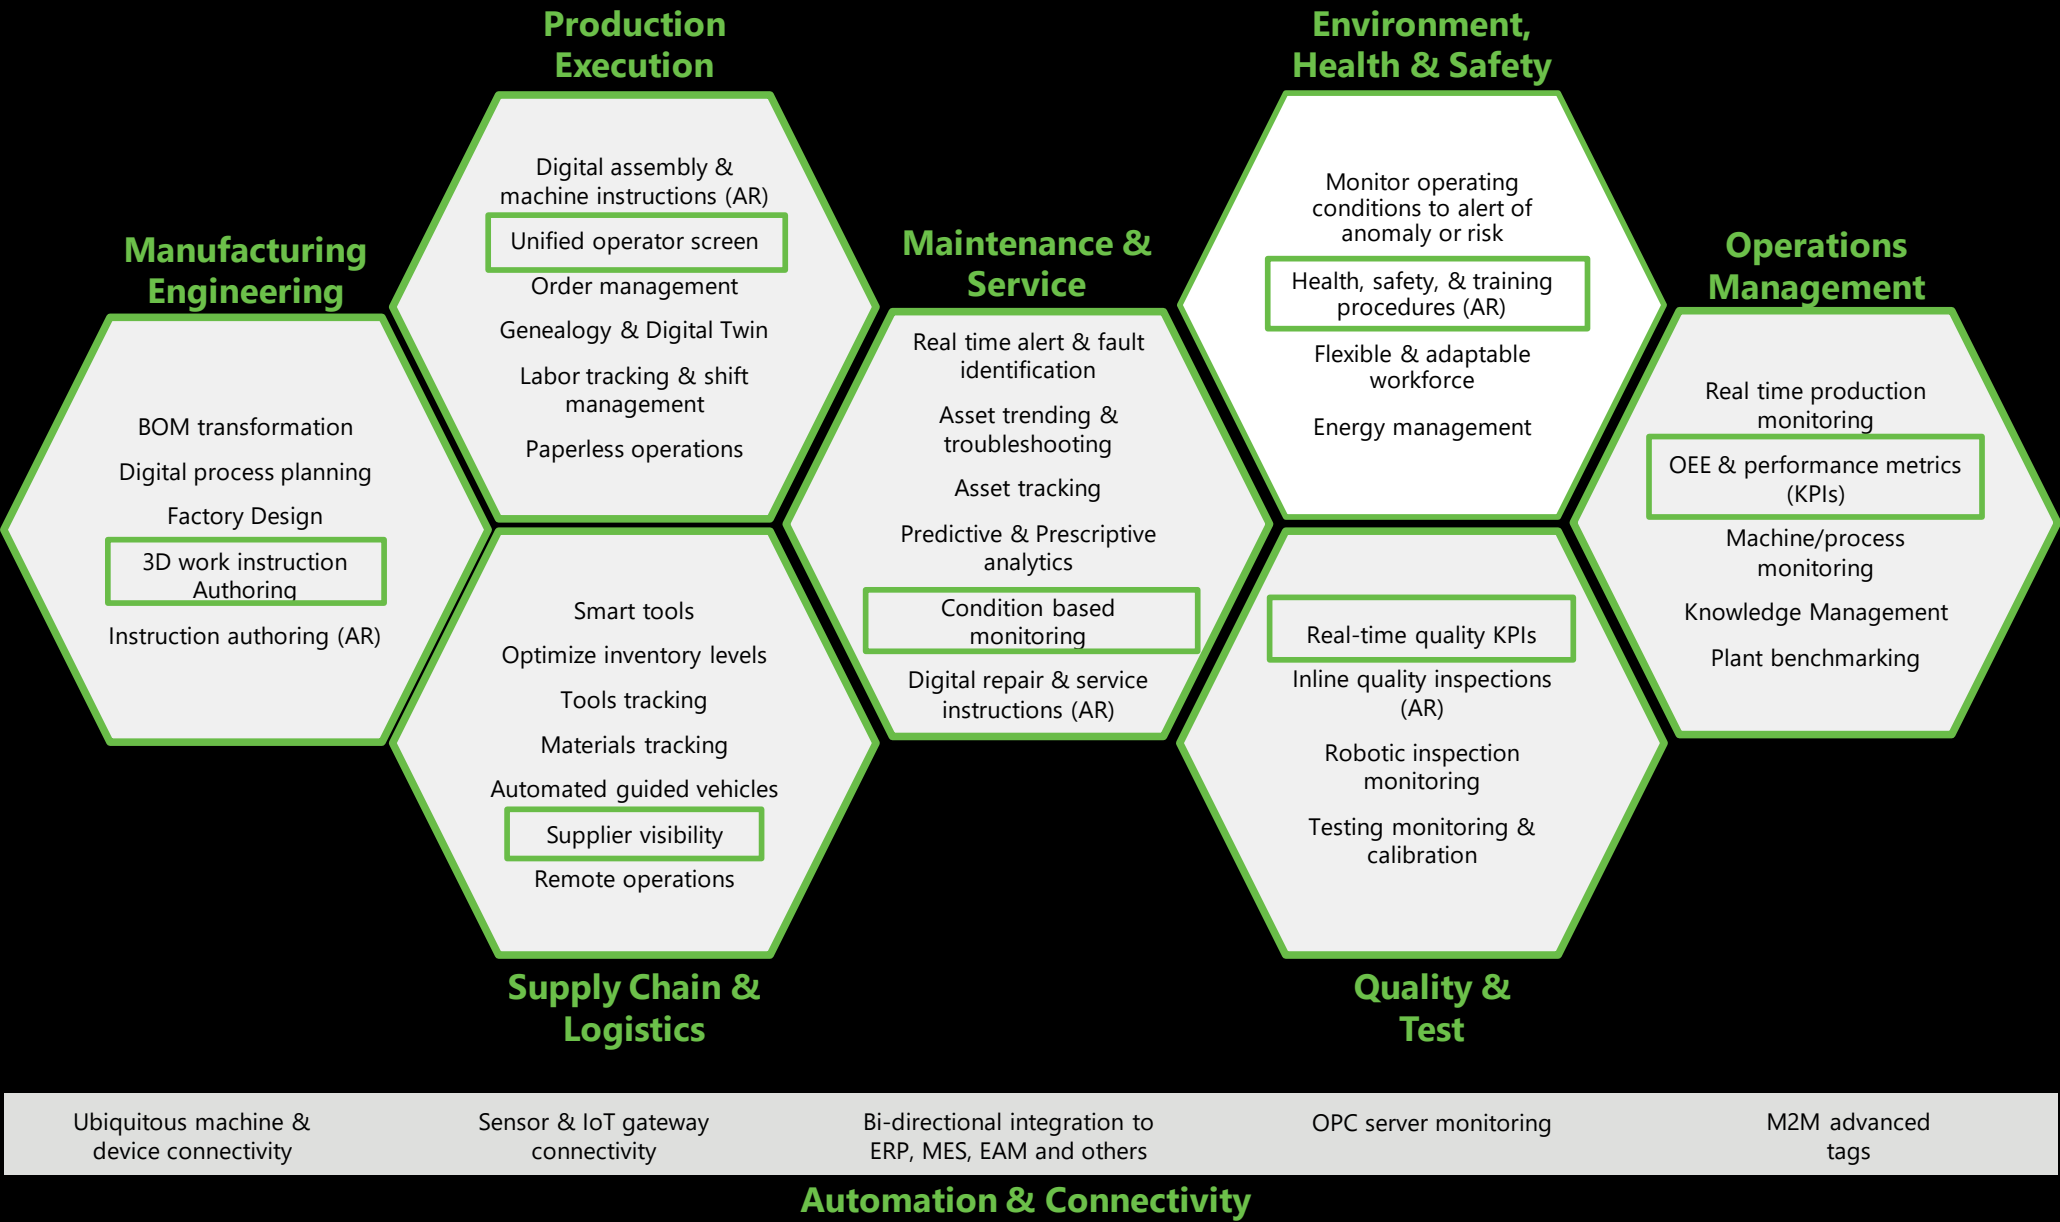 Production
Execution
Digital assembly &
machine instructions (AR)
Unified operator screen
Order management
Genealogy & Digital Twin
Labor tracking & shift
management
Paperless operations
Environment,
Health & Safety
Monitor operating
conditions to alert of
anomaly or risk
Health, safety, & training
procedures (AR)
Flexible & adaptable
workforce
Energy management
Manufacturing
Engineering
BOM transformation
Digital process planning
Factory Design
3D work instruction
Authoring
Instruction authoring (AR)
Maintenance &
Service
Real time alert & fault
identification
Asset trending &
troubleshooting
Asset tracking
Predictive & Prescriptive
analytics
Condition based
monitoring
Digital repair & service
instructions (AR)
Operations
Management
Real time production
monitoring
OEE & performance metrics
(KPIs)
Machine/process
monitoring
Knowledge Management
Plant benchmarking
Smart tools
Optimize inventory levels
Tools tracking
Materials tracking
Automated guided vehicles
Supplier visibility
Remote operations
Supply Chain &
Logistics
Real-time quality KPIs
Inline quality inspections
(AR)
Robotic inspection
monitoring
Testing monitoring &
calibration
Quality &
Test
Ubiquitous machine &
device connectivity
Sensor & IoT gateway
connectivity
Bi-directional integration to
ERP, MES, EAM and others
OPC server monitoring
M2M advanced
tags
Automation & Connectivity